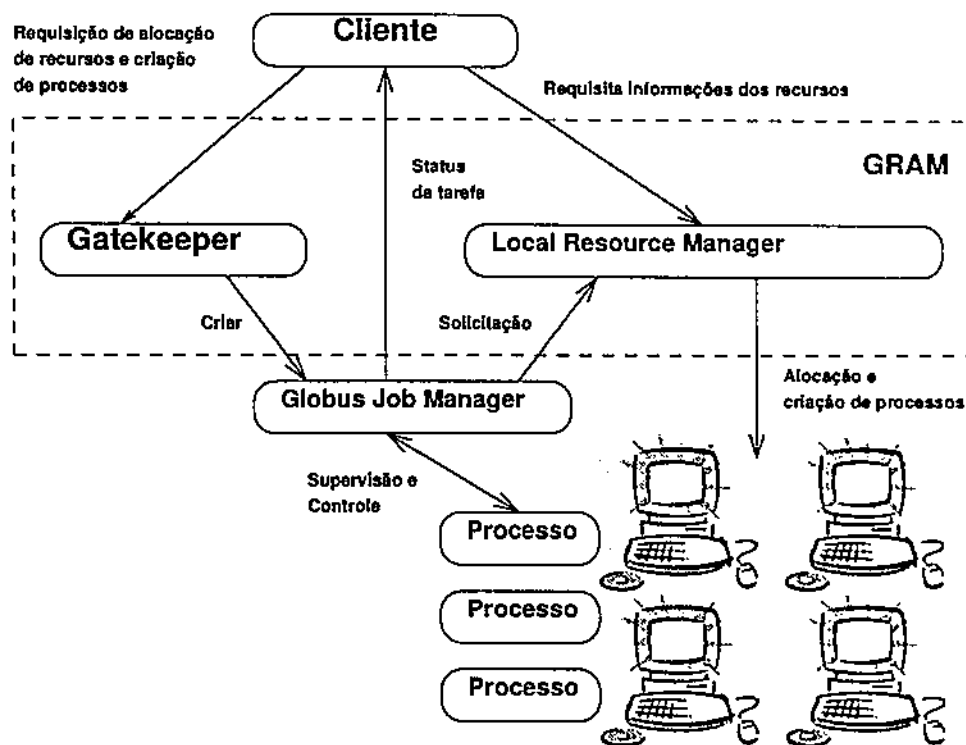 Cliente
Requisição de alocação
de recursos e criação
de processos
Requisita informações dos recursos
GRAM
Status
da tarefa
Gatekeeper
Local Resource Manager
Criar
Solicitação
Globus Job Manager
Alocação e
criação de processos
Supervisão e
Controle
Processo
Processo
Processo